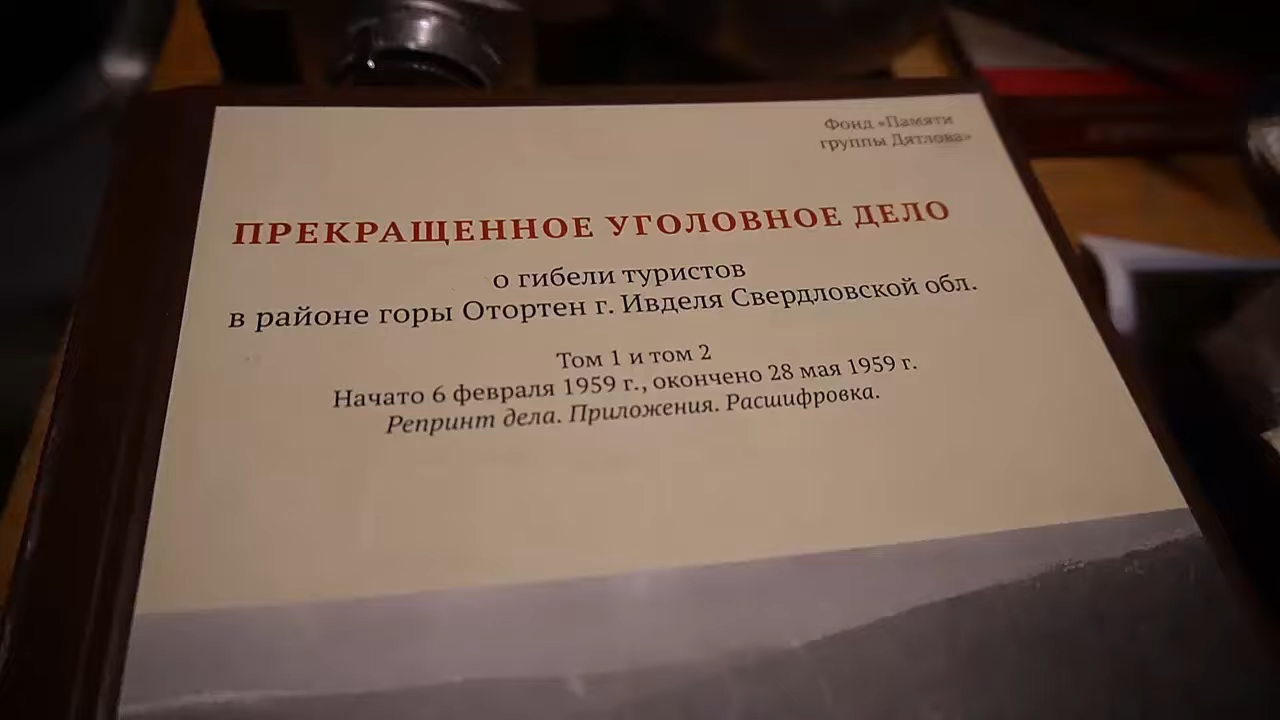 Фонд «Памяти
группы Дятлова»
ПРЕКРАЩЕННОЕ УГОЛОВНОЕ ДЕЛО
о гибели туристов
в районе горы Отортен г. Ивделя Свердловской обл.
Том 1 и том 2
Начато 6 февраля 1959 г., окончено 28 мая 1959 г.
Репринт дела. Приложения. Расшифровка.